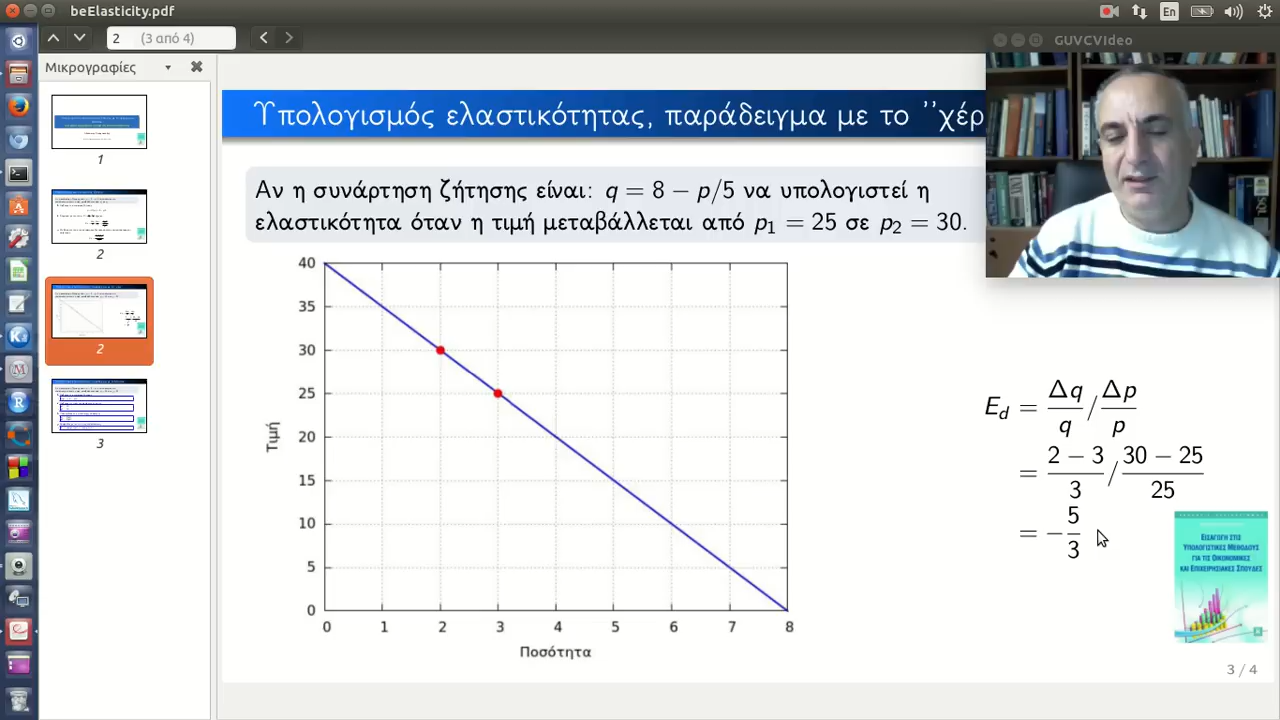 beElasticity.pdf
En
2
(3 από 4)
GUVCVIdeo
Μικρογραφίες
1
2
2
3
Υπολογισμός ελαστικότητας, παράδειγμα με το ''χέρ
Αν η συνάρτηση ζήτησης είναι: q = 8 − p/5 να υπολογιστεί η
ελαστικότητα όταν η τιμή μεταβάλλεται από p₁ = 25 σε p₂ = 30.
40
35
30
25
20
15
10
5
0
0 1 2 3 4 5 6 7 8
Τιμή
Ποσότητα
E_d = Δq/q / Δp/p
= 2 − 3/3 / 30 − 25/25
= − 5/3
ΕΙΣΑΓΩΓΗ ΣΤΙΣ
ΥΠΟΛΟΓΙΣΤΙΚΕΣ ΜΕΘΟΔΟΥΣ
ΓΙΑ ΤΙΣ ΟΙΚΟΝΟΜΙΚΕΣ
ΚΑΙ ΕΠΙΧΕΙΡΗΣΙΑΚΕΣ ΣΠΟΥΔΕΣ
3 / 4